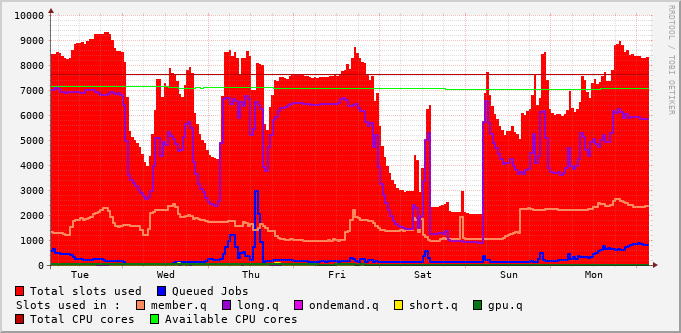 RRDTOOL / TOBI OETIKER
10000
9000
8000
7000
6000
5000
4000
3000
2000
1000
0
Tue Wed Thu Fri Sat Sun Mon
Total slots used Queued Jobs
Slots used in : member.q long.q ondemand.q short.q gpu.q
Total CPU cores Available CPU cores